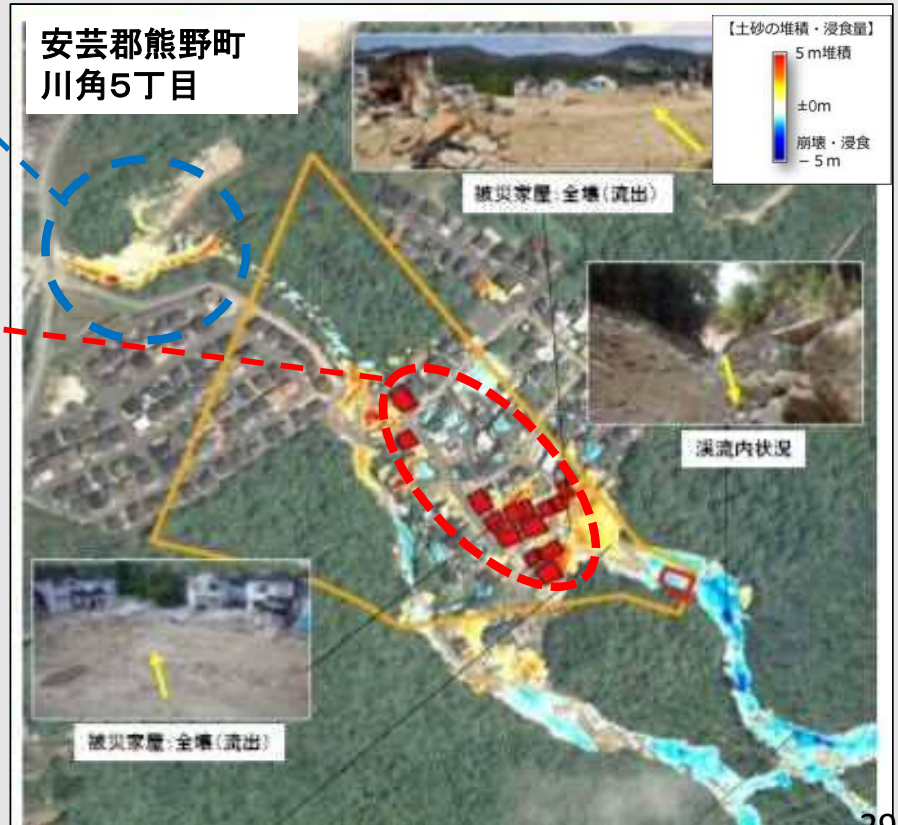 安芸郡熊野町
川角5丁目
【土砂の堆積・浸食量】
5m堆積
±0m
崩壊・浸食
－5m
被災家屋:全壊(流出)
渓流内状況
被災家屋:全壊(流出)
29